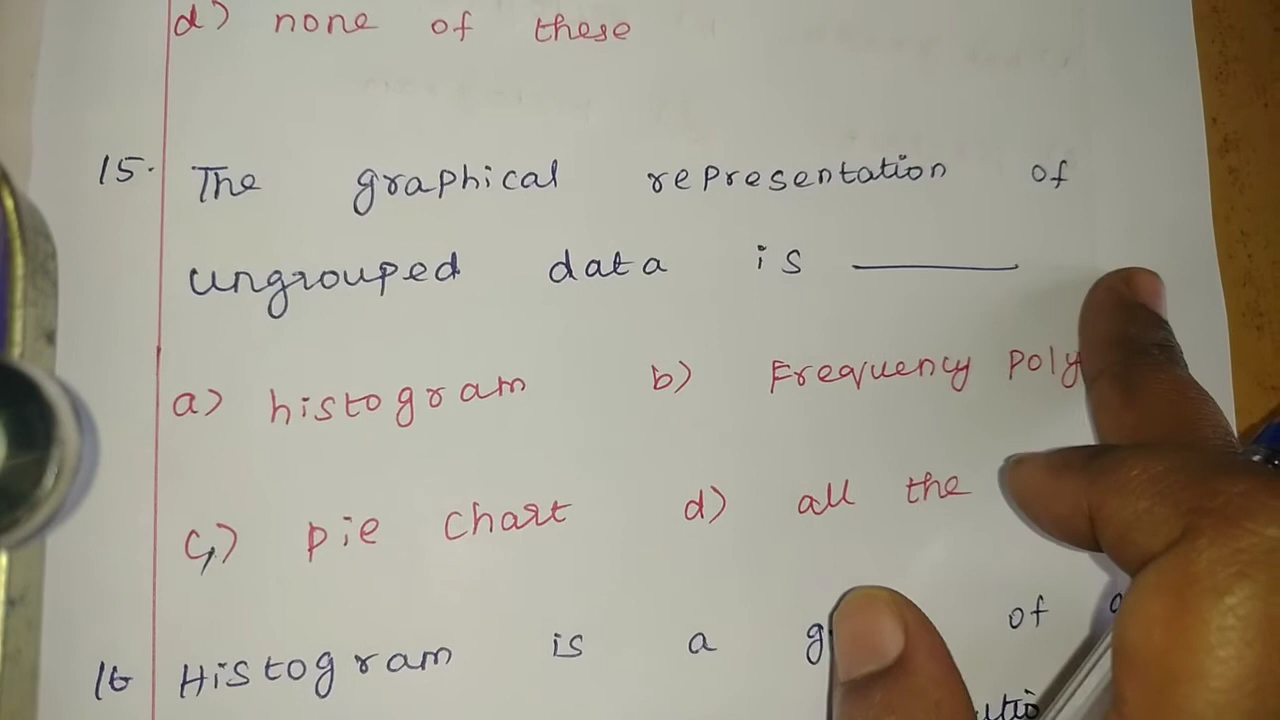 d) none of these
15. The graphical representation of
ungrouped data is ______
a) histogram b) Frequency poly
c) pie chart d) all the
16 Histogram is a g of